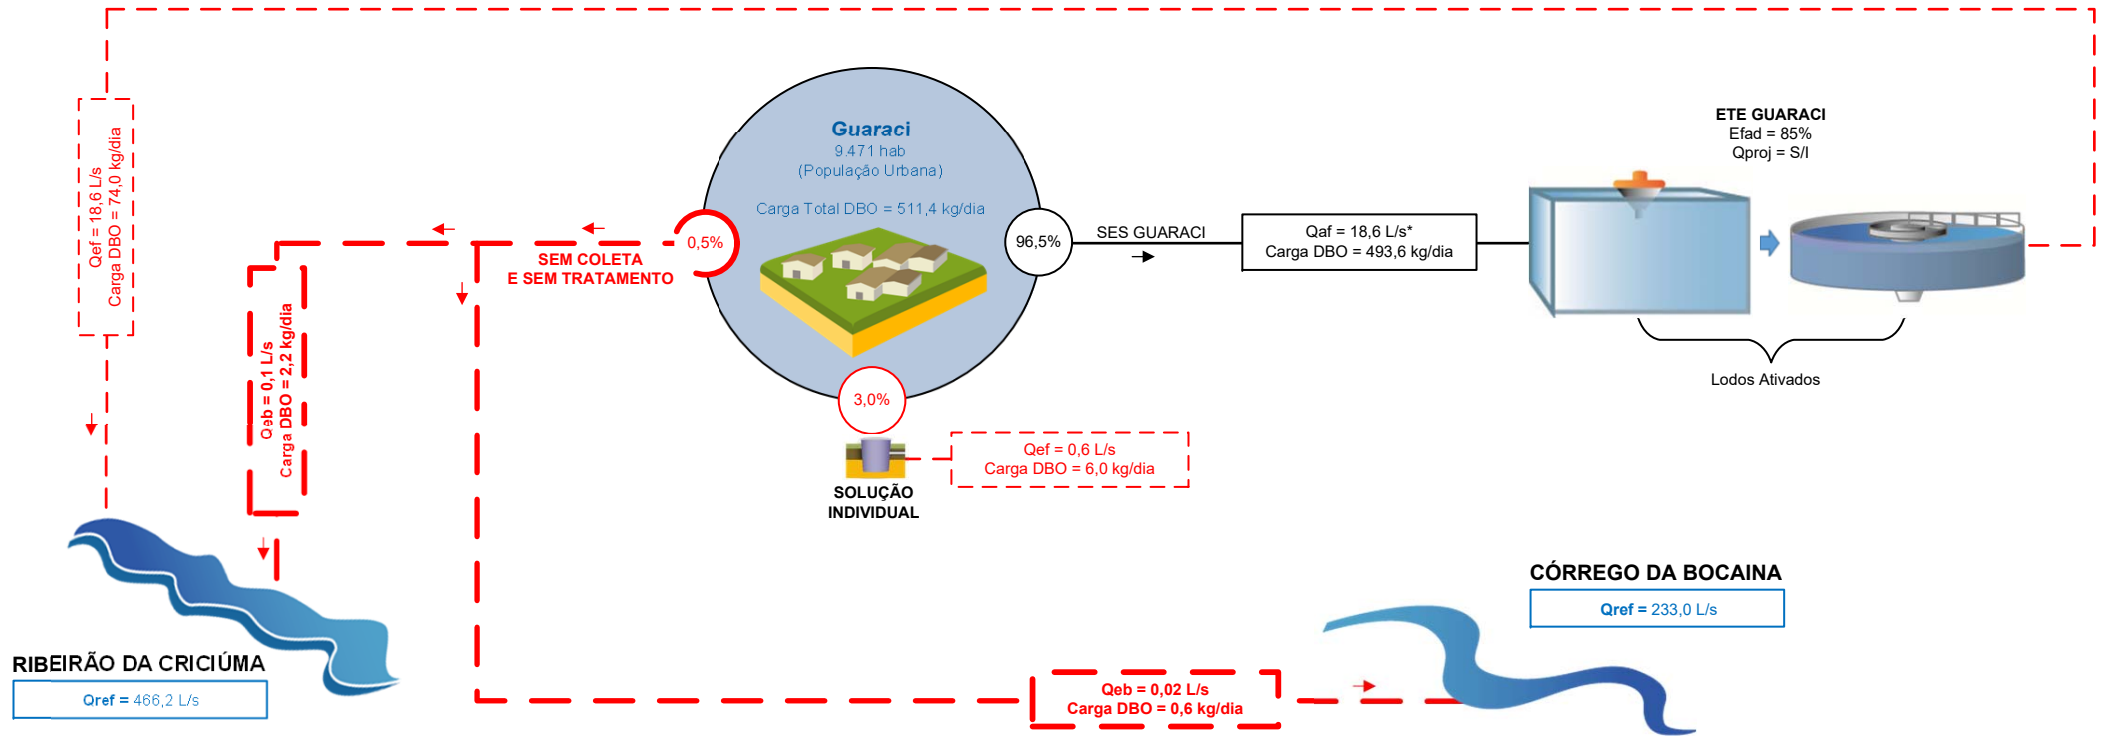 Guaraci
9.471 hab
(População Urbana)
Carga Total DBO = 511,4 kg/dia
0,5%
96,5%
3,0%
SEM COLETA
E SEM TRATAMENTO
SES GUARACI
Qaf = 18,6 L/s*
Carga DBO = 493,6 kg/dia
ETE GUARACI
Efad = 85%
Qproj = S/I
Lodos Ativados
Qef = 18,6 L/s
Carga DBO = 74,0 kg/dia
Qeb = 0,1 L/s
Carga DBO = 2,2 kg/dia
Qef = 0,6 L/s
Carga DBO = 6,0 kg/dia
SOLUÇÃO
INDIVIDUAL
RIBEIRÃO DA CRICIÚMA
Qref = 466,2 L/s
Qeb = 0,02 L/s
Carga DBO = 0,6 kg/dia
CÓRREGO DA BOCAINA
Qref = 233,0 L/s